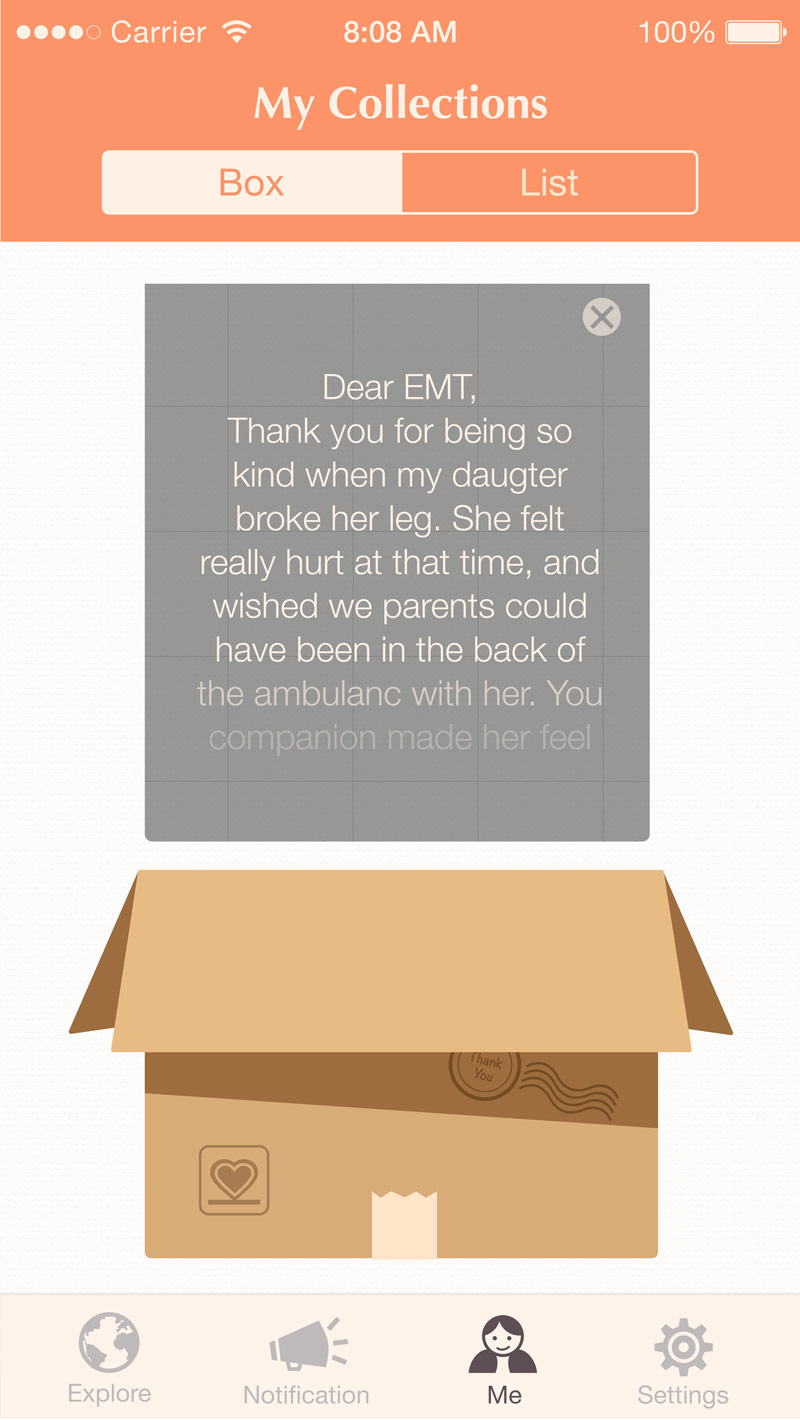 Carrier 8:08 AM 100%
My Collections
Box List
Dear EMT,
Thank you for being so
kind when my daugter
broke her leg. She felt
really hurt at that time, and
wished we parents could
have been in the back of
the ambulanc with her. You
companion made her feel
Thank
You
Explore Notification Me Settings